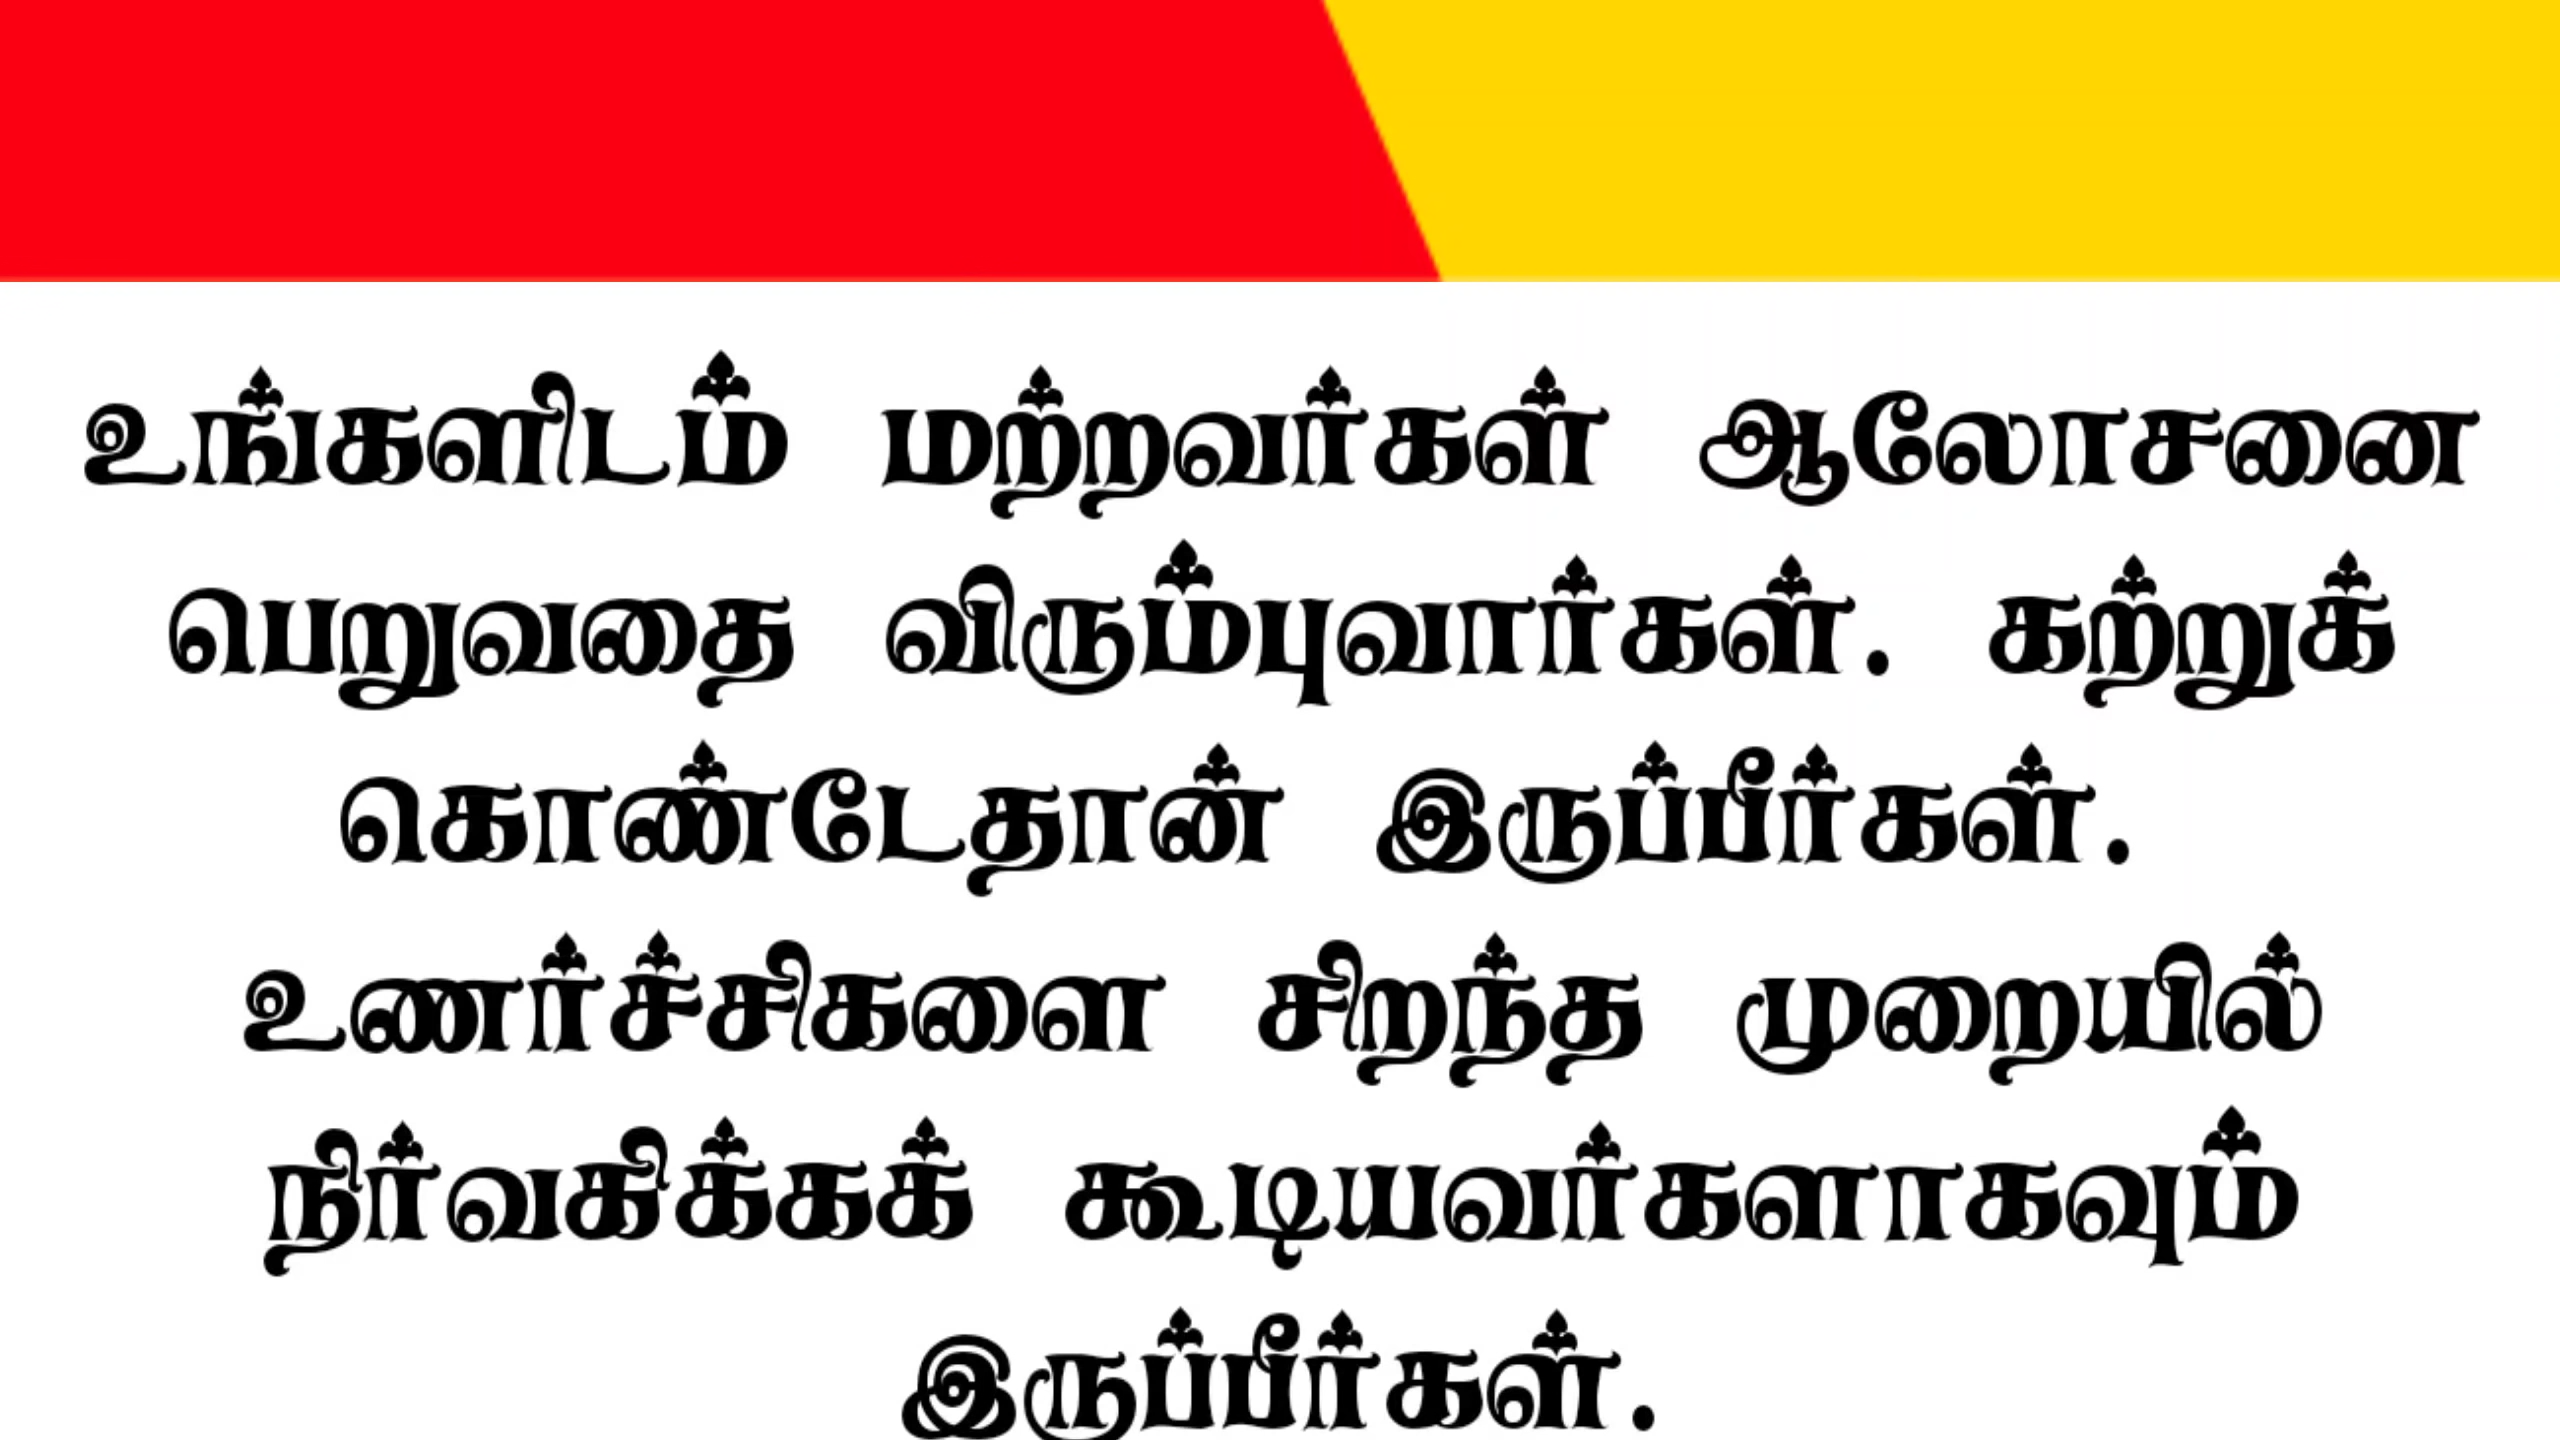 உங்களிடம் மற்றவர்கள் ஆலோசனை
பெறுவதை விரும்புவார்கள். கற்றுக்
கொண்டேதான் இருப்பீர்கள்.
உணர்ச்சிகளை சிறந்த முறையில்
நிர்வகிக்கக் கூடியவர்களாகவும்
இருப்பீர்கள்.